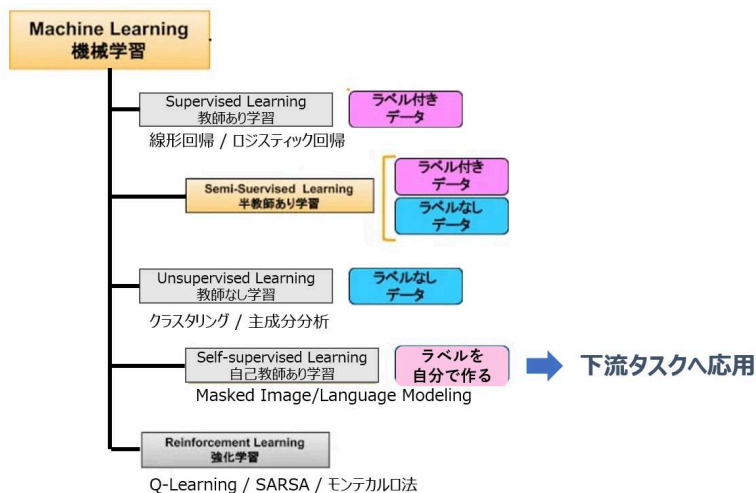 Machine Learning
機械学習
Supervised Learning
教師あり学習
ラベル付き
データ
線形回帰 / ロジスティック回帰
Semi-Suervised Learning
半教師あり学習
ラベル付き
データ
ラベルなし
データ
Unsupervised Learning
教師なし学習
ラベルなし
データ
クラスタリング / 主成分分析
Self-supervised Learning
自己教師あり学習
ラベルを
自分で作る
下流タスクへ応用
Masked Image/Language Modeling
Reinforcement Learning
強化学習
Q-Learning / SARSA / モンテカルロ法